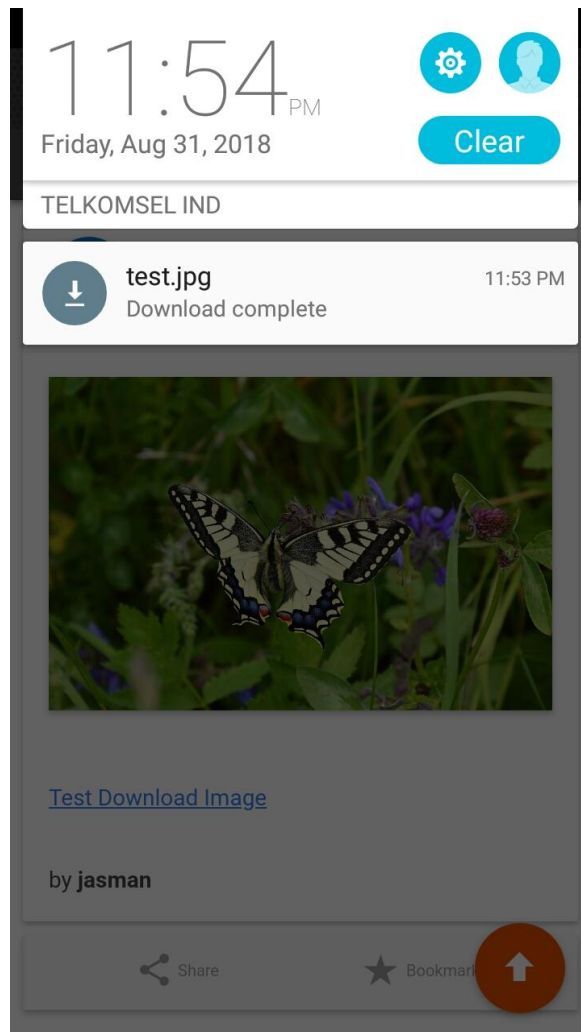 11:54 PM
Friday, Aug 31, 2018
Clear
TELKOMSEL IND
test.jpg 11:53 PM
Download complete
Test Download Image
by jasman
Share Bookmark